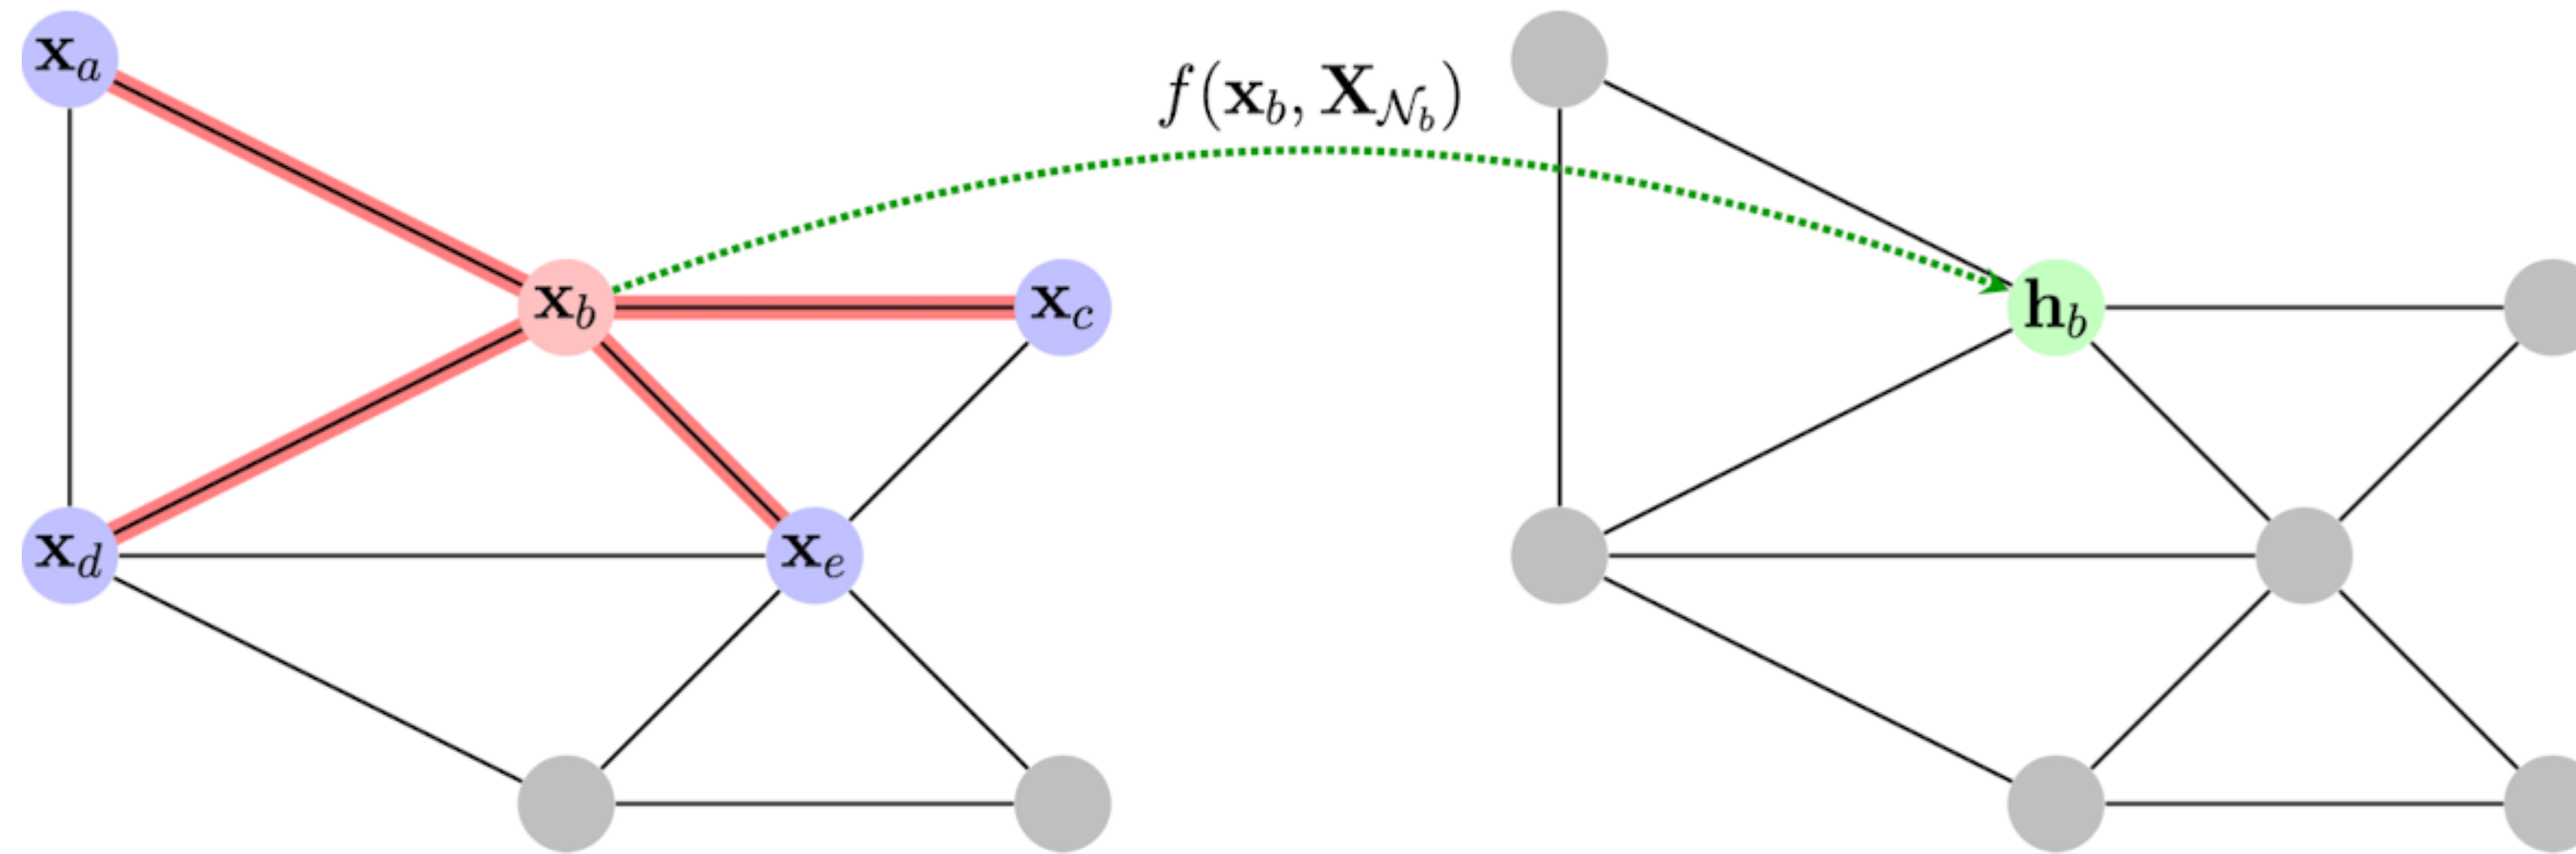 x_a
f(x_b, X_{𝒩_b})
x_b
x_c
h_b
x_d
x_e